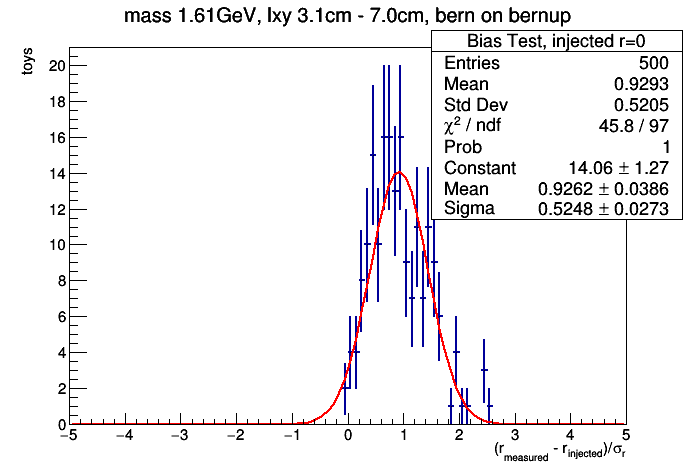 mass 1.61GeV, lxy 3.1cm - 7.0cm, bern on bernup
Bias Test, injected r=0
Entries 500
Mean 0.9293
Std Dev 0.5205
χ² / ndf 45.8 / 97
Prob 1
Constant 14.06 ± 1.27
Mean 0.9262 ± 0.0386
Sigma 0.5248 ± 0.0273
toys
20
18
16
14
12
10
8
6
4
2
0
−5 −4 −3 −2 −1 0 1 2 3 4 5
(r_measured - r_injected)/σ_r